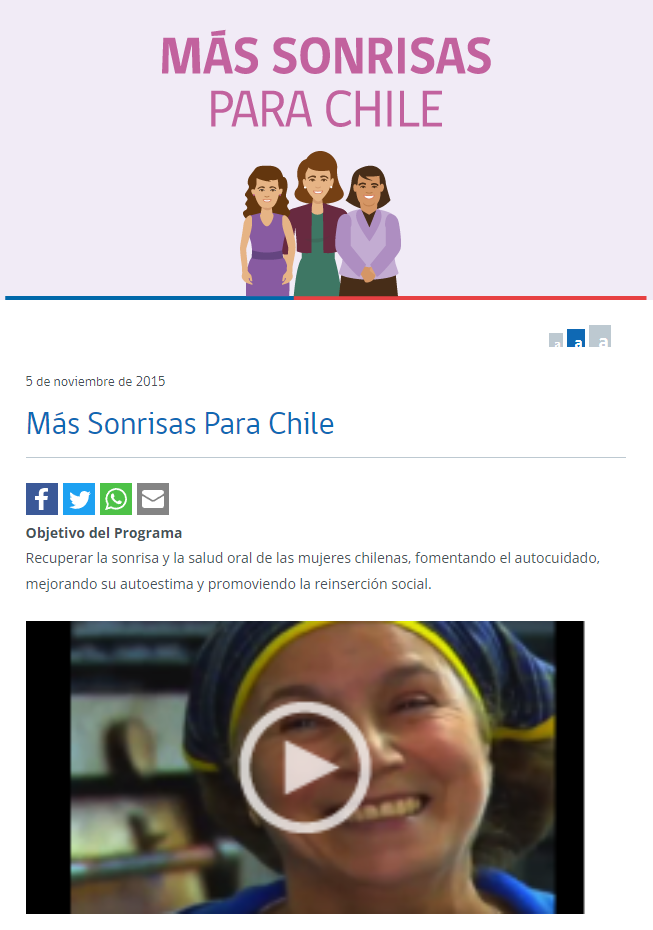 MÁS SONRISAS
PARA CHILE
a a a
5 de noviembre de 2015
Más Sonrisas Para Chile
Objetivo del Programa
Recuperar la sonrisa y la salud oral de las mujeres chilenas, fomentando el autocuidado,
mejorando su autoestima y promoviendo la reinserción social.